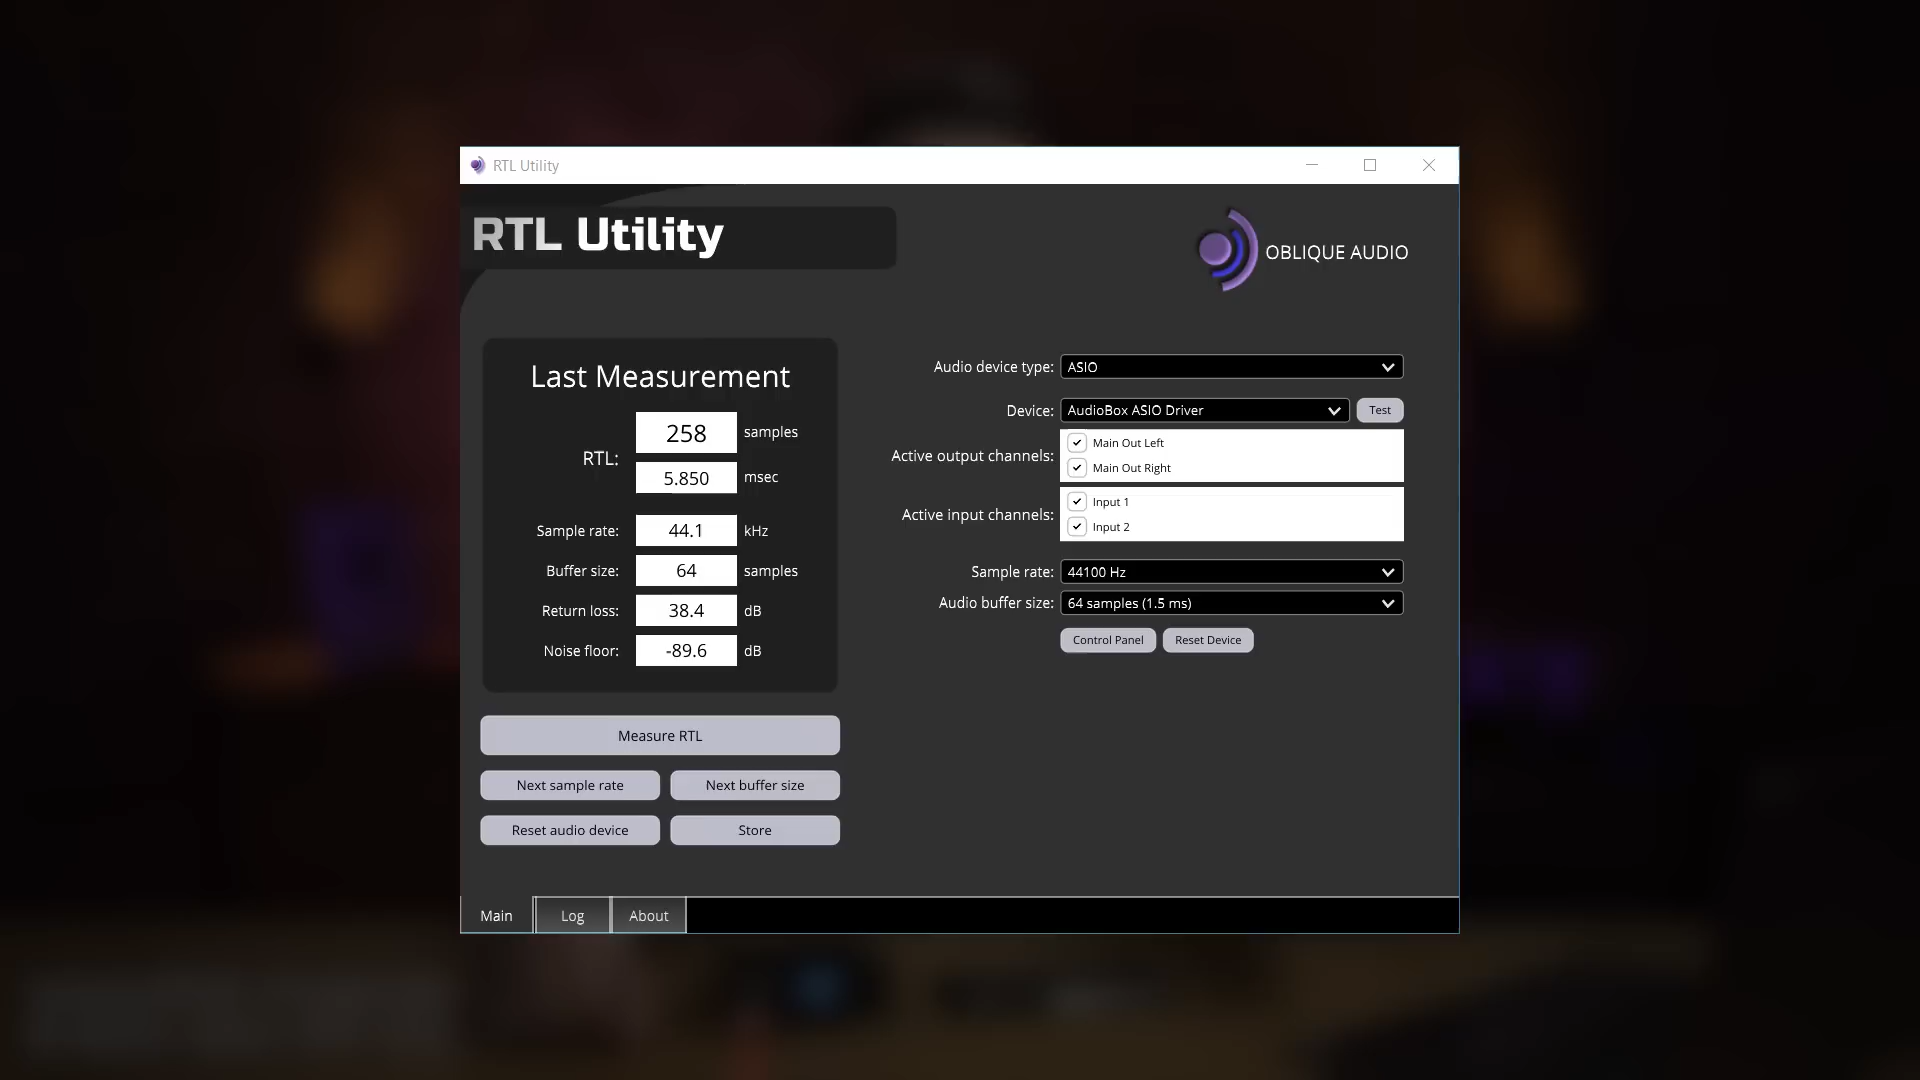 RTL Utility
RTL Utility
OBLIQUE AUDIO
Last Measurement
RTL:
258 samples
5.850 msec
Sample rate: 44.1 kHz
Buffer size: 64 samples
Return loss: 38.4 dB
Noise floor: -89.6 dB
Measure RTL
Next sample rate
Next buffer size
Reset audio device
Store
Audio device type: ASIO
Device: AudioBox ASIO Driver Test
Active output channels:
Main Out Left
Main Out Right
Active input channels:
Input 1
Input 2
Sample rate: 44100 Hz
Audio buffer size: 64 samples (1.5 ms)
Control Panel Reset Device
Main Log About